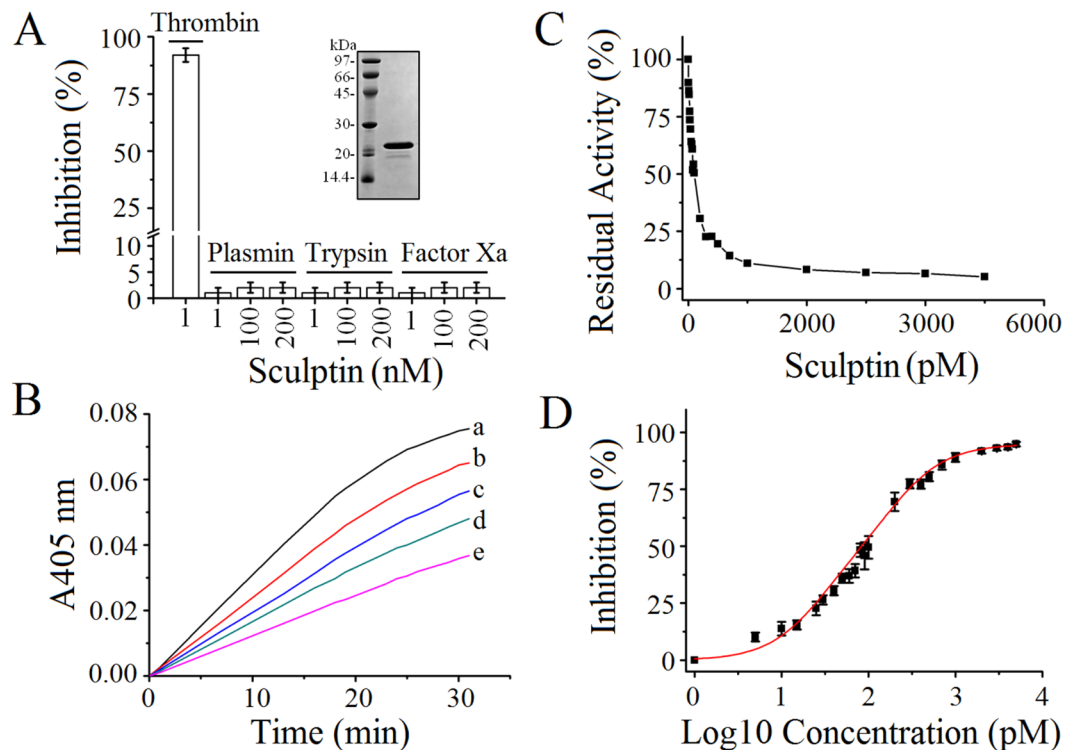 A
Thrombin
Inhibition (%)
100
75
50
25
10
5
0
kDa
97-
66-
45-
30-
20-
14.4-
Plasmin Trypsin Factor Xa
1 1 100 200 1 100 200 1 100 200
Sculptin (nM)
B
A405 nm
0.08
0.06
0.04
0.02
0.00
a
b
c
d
e
0 10 20 30
Time (min)
C
Residual Activity (%)
100
75
50
25
0
0 2000 3000 6000
Sculptin (pM)
D
Inhibition (%)
100
75
50
25
0
0 1 2 3 4
Log10 Concentration (pM)